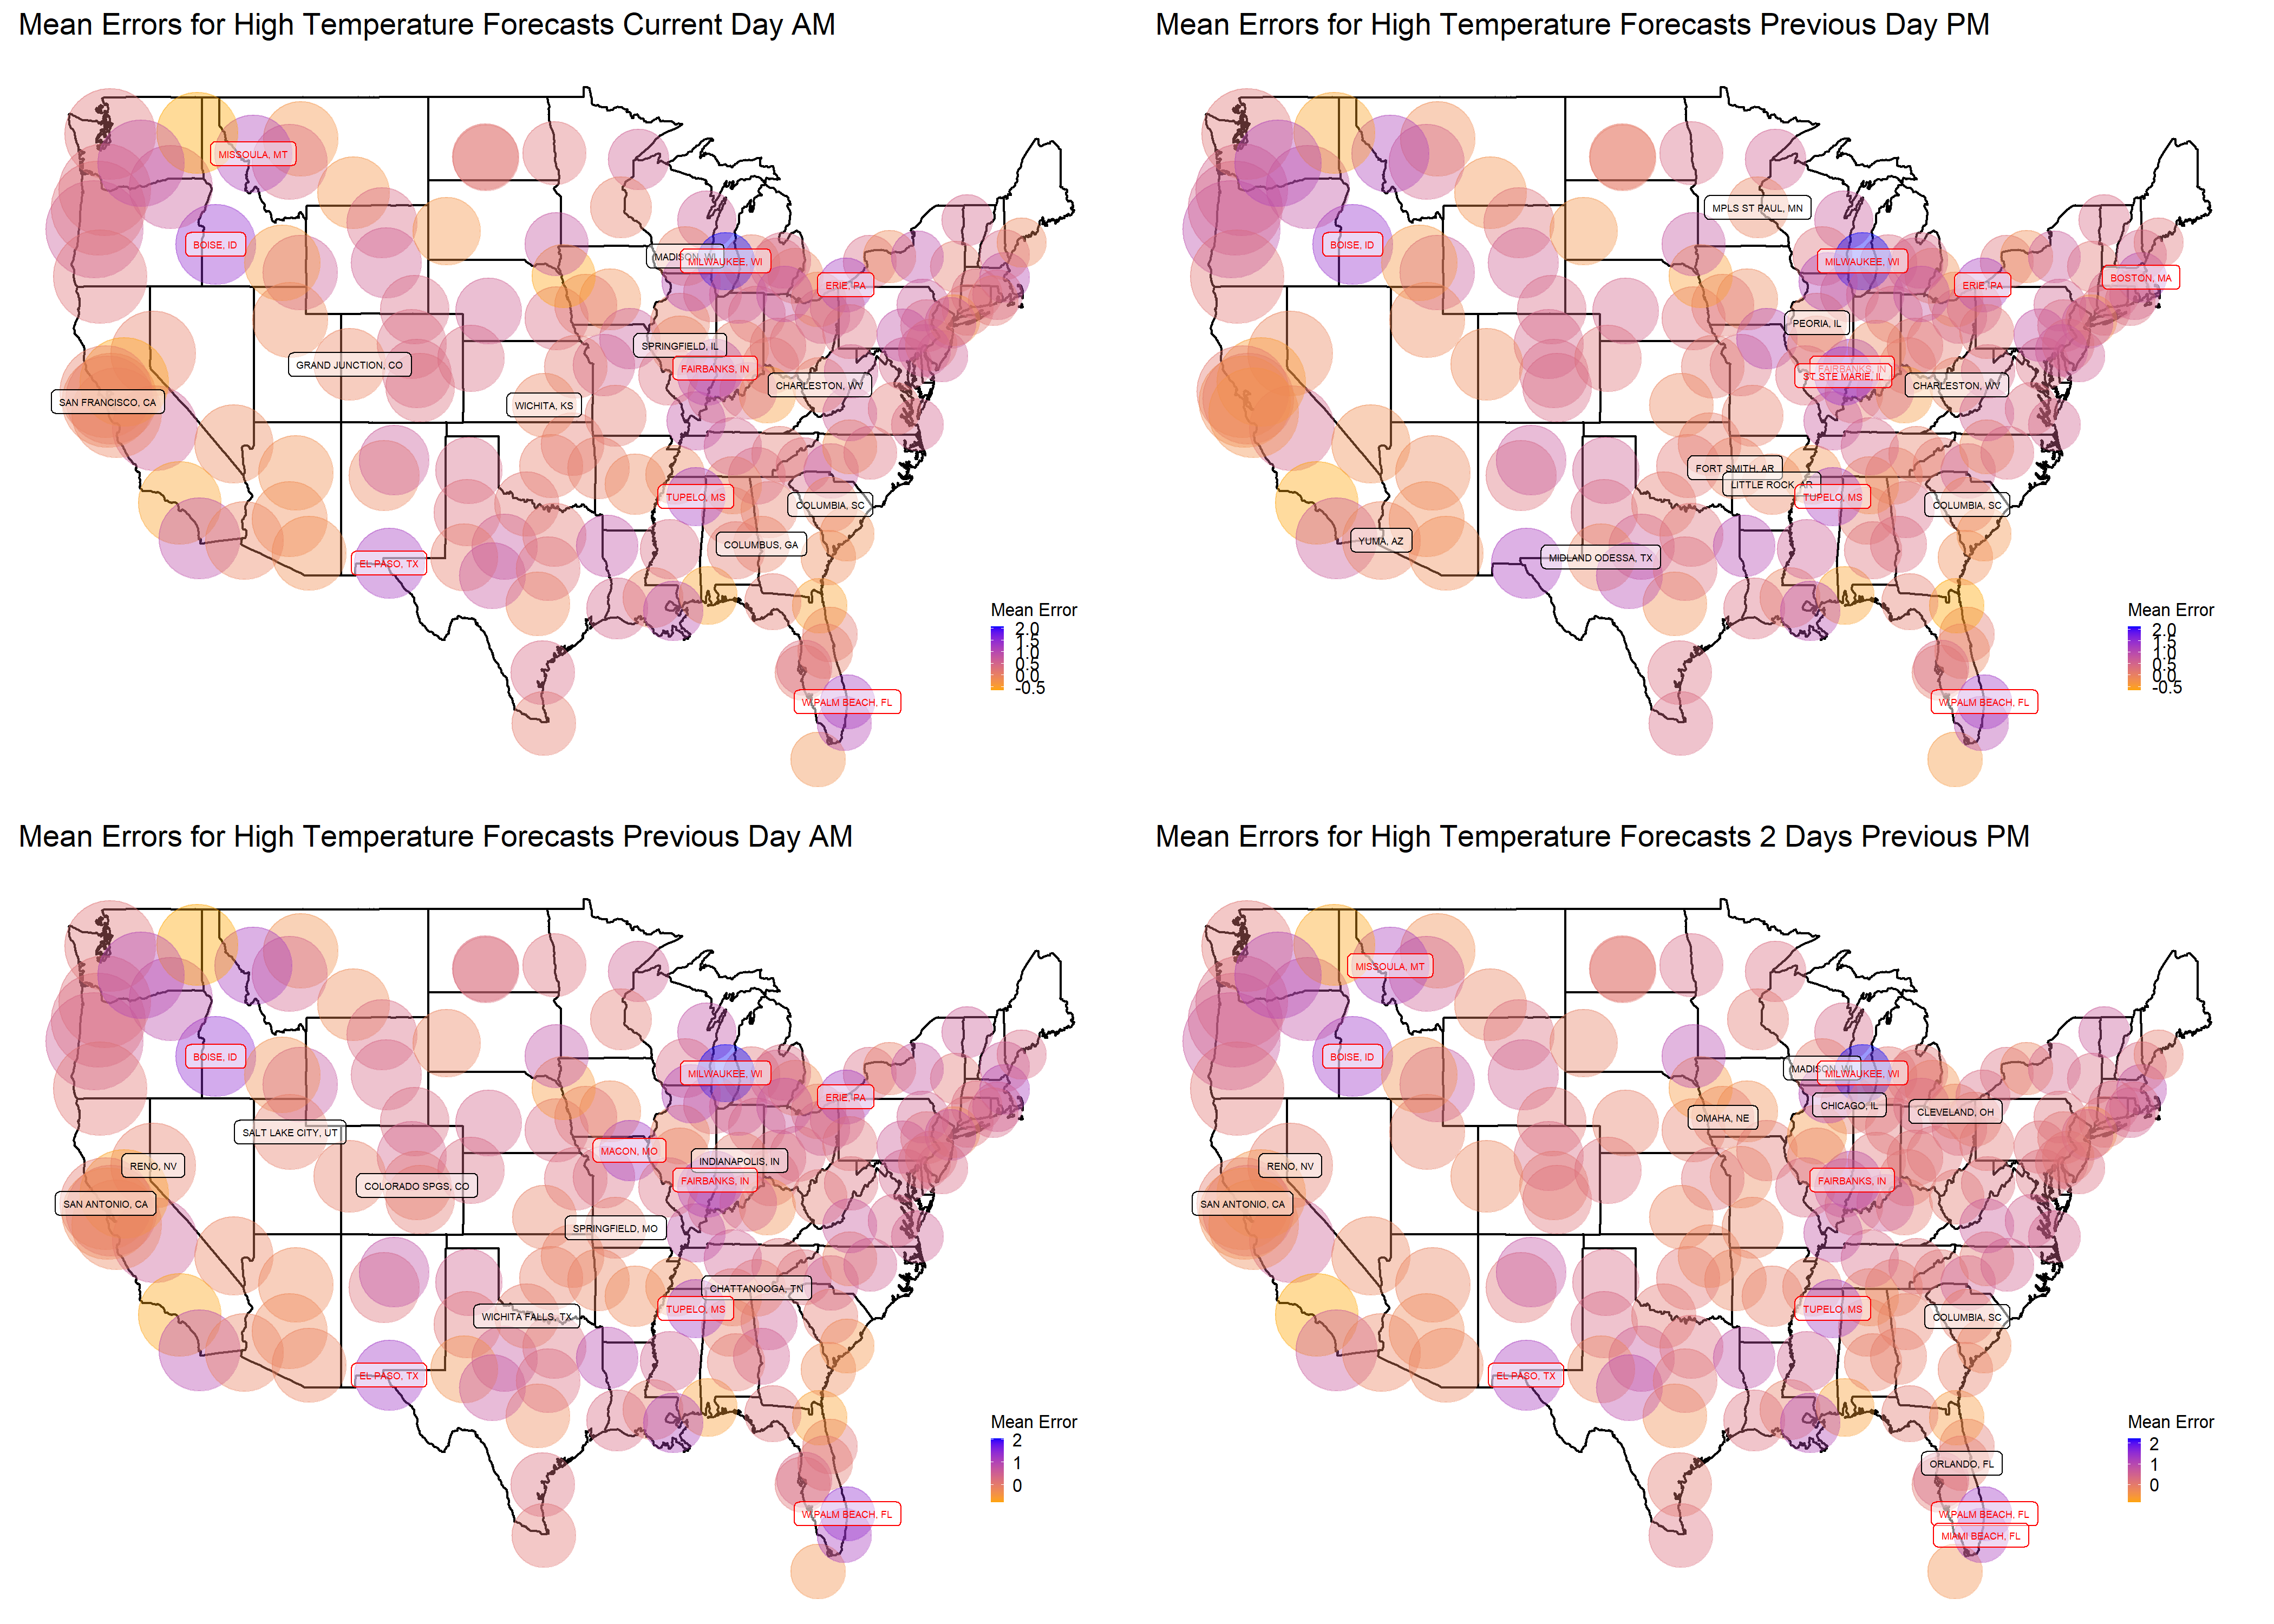 Mean Errors for High Temperature Forecasts Current Day AM
MISSOULA, MT
BOISE, ID
MADISON, WI
MILWAUKEE, WI
ERIE, PA
SPRINGFIELD, IL
GRAND JUNCTION, CO
FAIRBANKS, IN
CHARLESTON, WV
SAN FRANCISCO, CA
WICHITA, KS
TUPELO, MS
COLUMBIA, SC
COLUMBUS, GA
EL PASO, TX
W.PALM BEACH, FL
Mean Error
2.0
1.5
1.0
0.5
0.0
-0.5
Mean Errors for High Temperature Forecasts Previous Day PM
MPLS ST PAUL, MN
BOISE, ID
MILWAUKEE, WI
BOSTON, MA
ERIE, PA
PEORIA, IL
FAIRBANKS, IN
ST STE MARIE, IL
CHARLESTON, WV
FORT SMITH, AR
LITTLE ROCK, AR
TUPELO, MS
COLUMBIA, SC
YUMA, AZ
MIDLAND ODESSA, TX
W.PALM BEACH, FL
Mean Error
2.0
1.5
1.0
0.5
0.0
-0.5
Mean Errors for High Temperature Forecasts Previous Day AM
BOISE, ID
MILWAUKEE, WI
ERIE, PA
SALT LAKE CITY, UT
MACON, MO
INDIANAPOLIS, IN
RENO, NV
FAIRBANKS, IN
COLORADO SPGS, CO
SAN ANTONIO, CA
SPRINGFIELD, MO
CHATTANOOGA, TN
TUPELO, MS
WICHITA FALLS, TX
EL PASO, TX
W.PALM BEACH, FL
Mean Error
2
1
0
Mean Errors for High Temperature Forecasts 2 Days Previous PM
MISSOULA, MT
BOISE, ID
MADISON, WI
MILWAUKEE, WI
CHICAGO, IL
CLEVELAND, OH
OMAHA, NE
RENO, NV
FAIRBANKS, IN
SAN ANTONIO, CA
TUPELO, MS
COLUMBIA, SC
EL PASO, TX
ORLANDO, FL
W.PALM BEACH, FL
MIAMI BEACH, FL
Mean Error
2
1
0